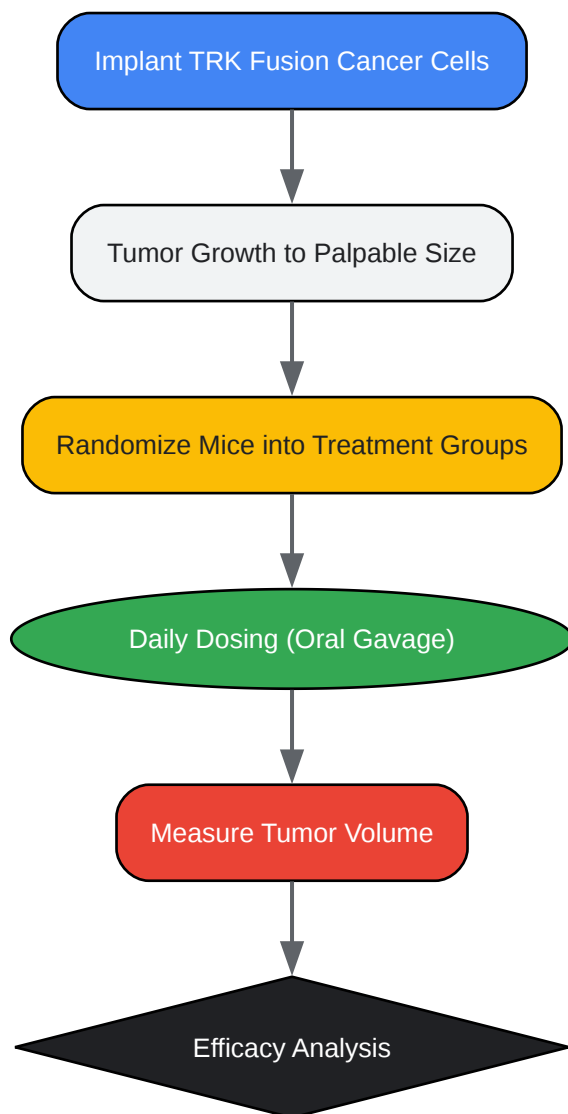 Implant TRK Fusion Cancer Cells
Tumor Growth to Palpable Size
Randomize Mice into Treatment Groups
Daily Dosing (Oral Gavage)
Measure Tumor Volume
Efficacy Analysis